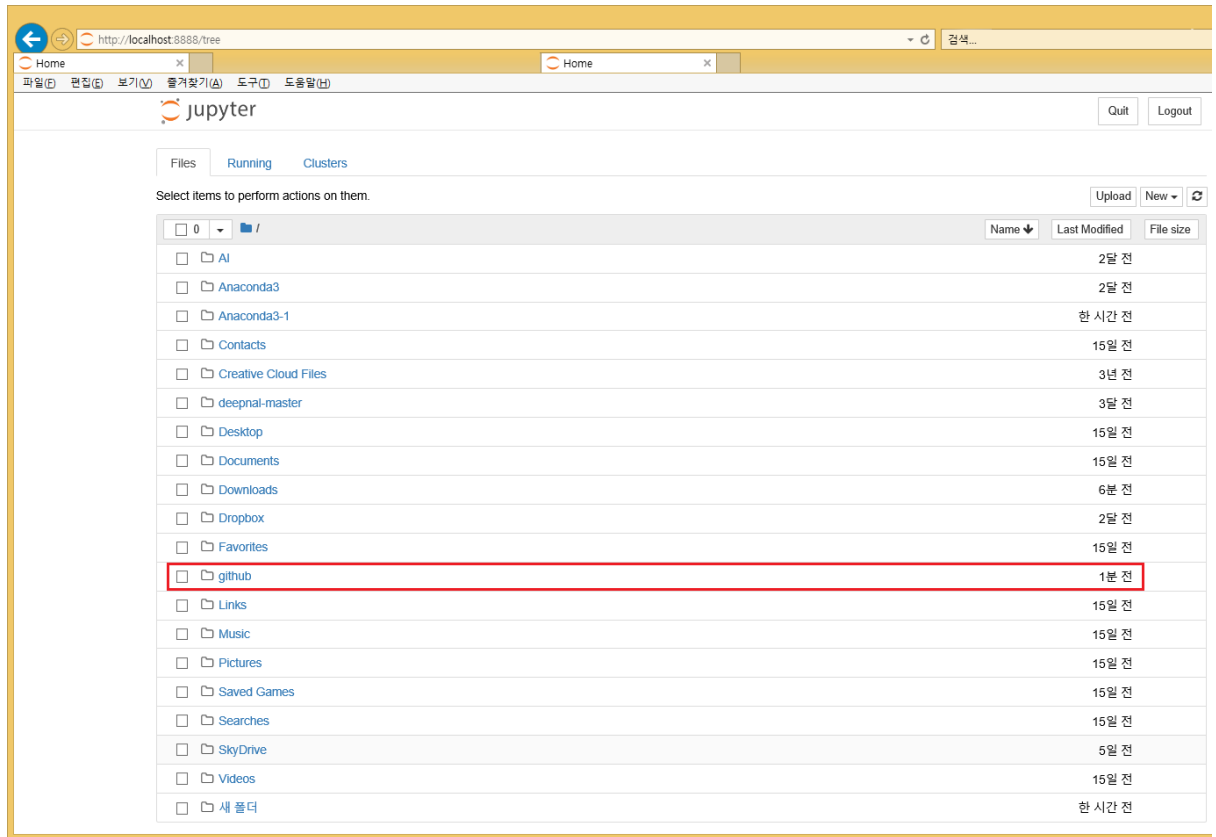 http://localhost:8888/tree 검색...
Home Home
파일(F) 편집(E) 보기(V) 즐겨찾기(A) 도구(T) 도움말(H)
jupyter Quit Logout
Files Running Clusters
Select items to perform actions on them. Upload New
0 / Name Last Modified File size
AI 2달 전
Anaconda3 2달 전
Anaconda3-1 한 시간 전
Contacts 15일 전
Creative Cloud Files 3년 전
deepnal-master 3달 전
Desktop 15일 전
Documents 15일 전
Downloads 6분 전
Dropbox 2달 전
Favorites 15일 전
github 1분 전
Links 15일 전
Music 15일 전
Pictures 15일 전
Saved Games 15일 전
Searches 15일 전
SkyDrive 5일 전
Videos 15일 전
새 폴더 한 시간 전